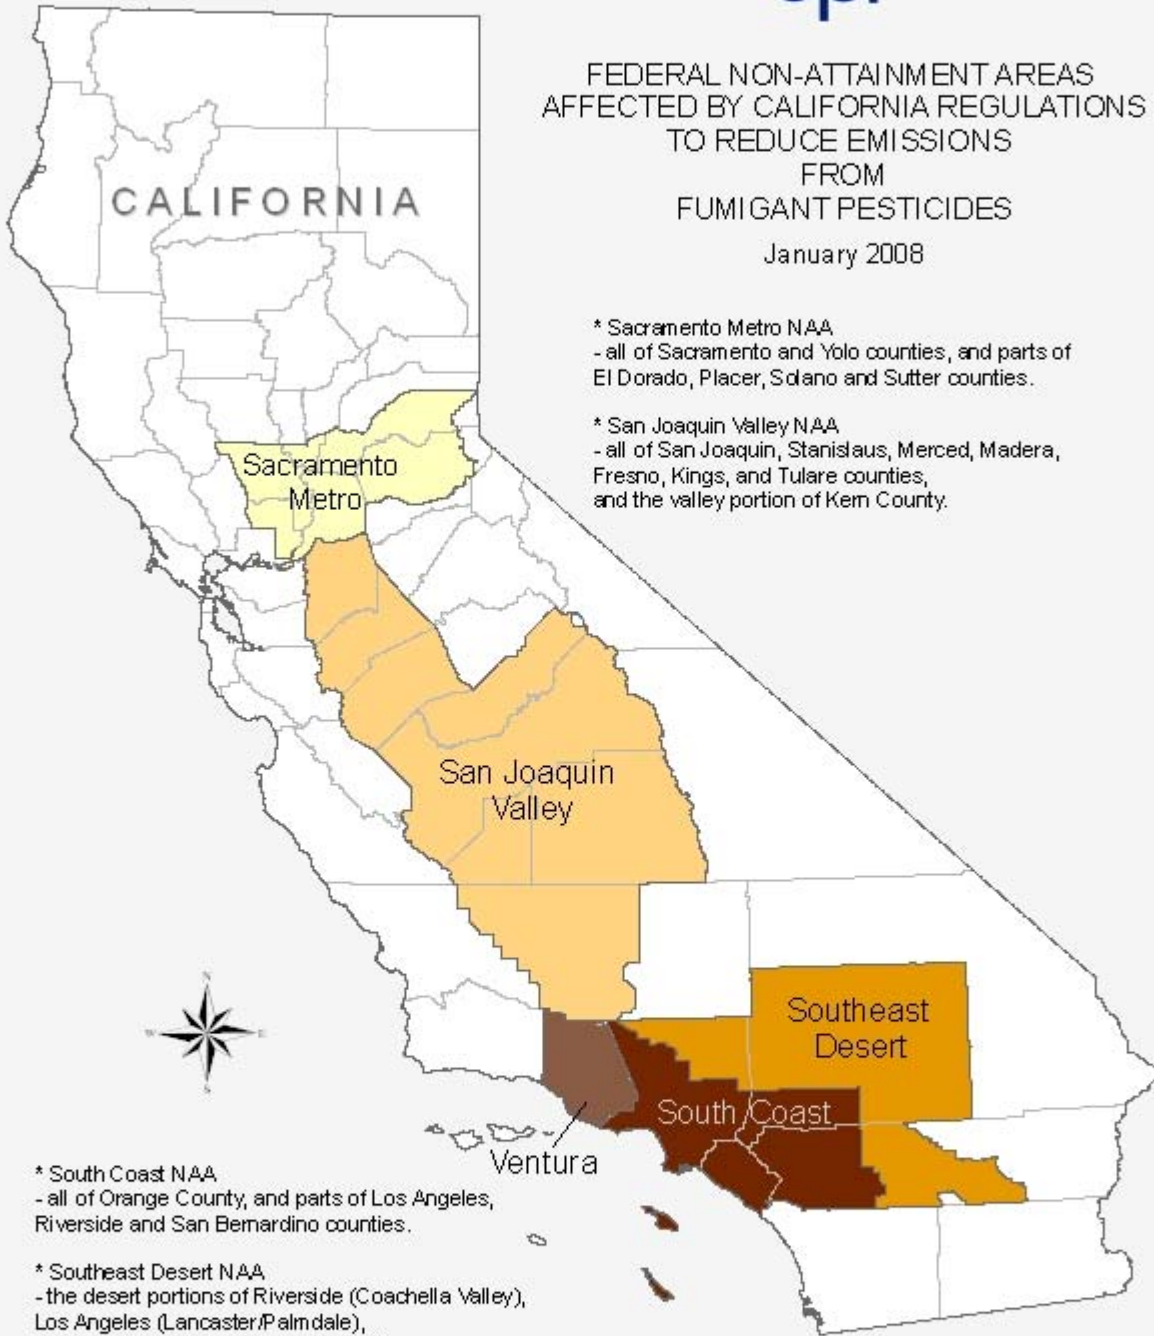 FEDERAL NON-ATTAINMENT AREAS
AFFECTED BY CALIFORNIA REGULATIONS
TO REDUCE EMISSIONS
FROM
FUMIGANT PESTICIDES
January 2008
CALIFORNIA
* Sacramento Metro NAA
- all of Sacramento and Yolo counties, and parts of
El Dorado, Placer, Solano and Sutter counties.
* San Joaquin Valley NAA
- all of San Joaquin, Stanislaus, Merced, Madera,
Fresno, Kings, and Tulare counties,
and the valley portion of Kern County.
Sacramento
Metro
San Joaquin
Valley
Southeast
Desert
South Coast
Ventura
N
W
E
S
* South Coast NAA
- all of Orange County, and parts of Los Angeles,
Riverside and San Bernardino counties.
* Southeast Desert NAA
- the desert portions of Riverside (Coachella Valley),
Los Angeles (Lancaster/Palmdale),